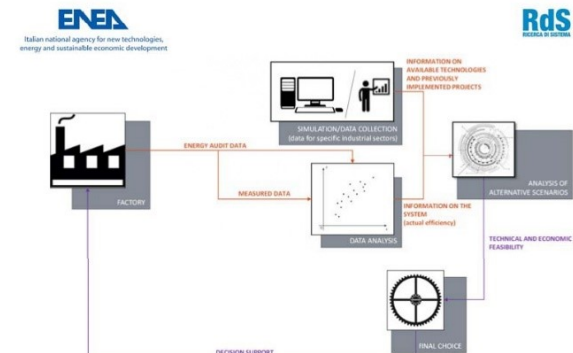 ENEA
Italian national agency for new technologies,
energy and sustainable economic development
RdS
RICERCA DI SISTEMA
INFORMATION ON
AVAILABLE TECHNOLOGIES
AND PREVIOUSLY
IMPLEMENTED PROJECTS
SIMULATION/DATA COLLECTION
(data for specific industrial sectors)
ENERGY AUDIT DATA
MEASURED DATA
FACTORY
DATA ANALYSIS
INFORMATION ON THE
SYSTEM
(actual efficiency)
ANALYSIS OF
ALTERNATIVE SCENARIOS
TECHNICAL AND ECONOMIC
FEASIBILITY
FINAL CHOICE
DECISION SUPPORT